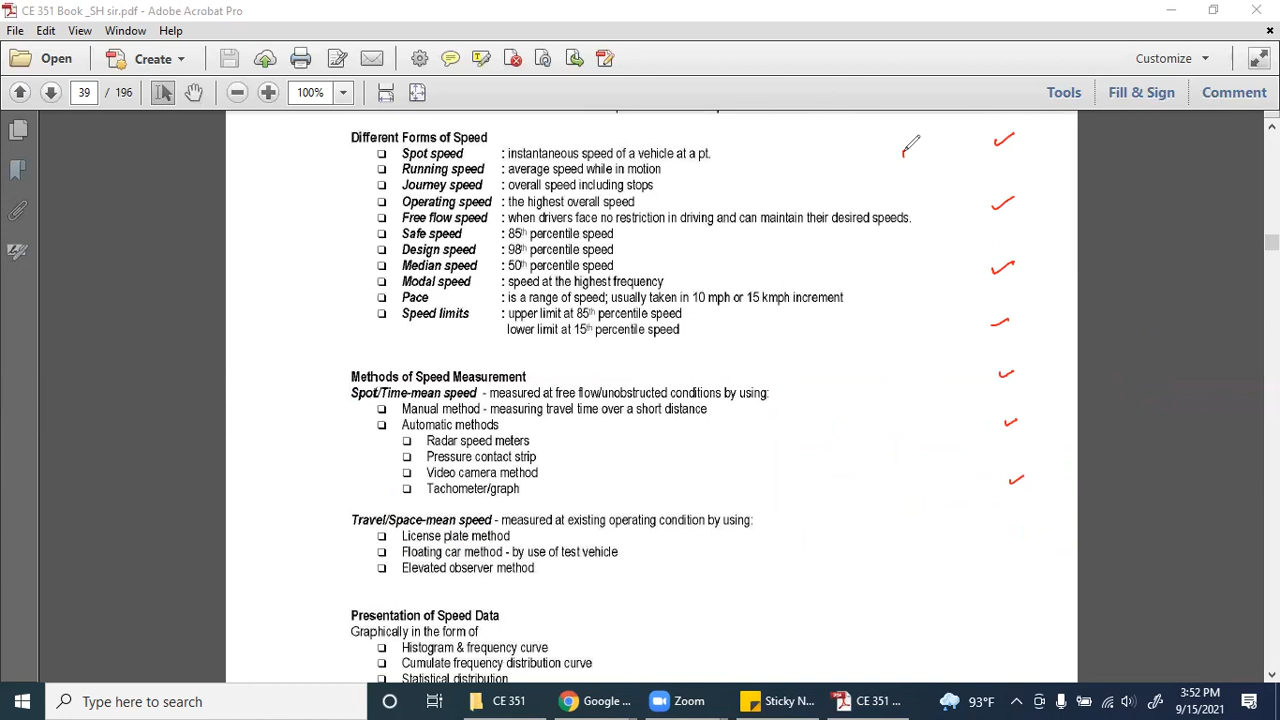 CE 351 Book _SH sir.pdf - Adobe Acrobat Pro
File Edit View Window Help
Open Create Customize
39 / 196 100% Tools Fill & Sign Comment
Different Forms of Speed
Spot speed : instantaneous speed of a vehicle at a pt.
Running speed : average speed while in motion
Journey speed : overall speed including stops
Operating speed : the highest overall speed
Free flow speed : when drivers face no restriction in driving and can maintain their desired speeds.
Safe speed : 85th percentile speed
Design speed : 98th percentile speed
Median speed : 50th percentile speed
Modal speed : speed at the highest frequency
Pace : is a range of speed; usually taken in 10 mph or 15 kmph increment
Speed limits : upper limit at 85th percentile speed
lower limit at 15th percentile speed
Methods of Speed Measurement
Spot/Time-mean speed - measured at free flow/unobstructed conditions by using:
Manual method - measuring travel time over a short distance
Automatic methods
Radar speed meters
Pressure contact strip
Video camera method
Tachometer/graph
Travel/Space-mean speed - measured at existing operating condition by using:
License plate method
Floating car method - by use of test vehicle
Elevated observer method
Presentation of Speed Data
Graphically in the form of
Histogram & frequency curve
Cumulate frequency distribution curve
Statistical distribution
Type here to search CE 351 Google ... Zoom Sticky N... CE 351 ... 93°F 3:52 PM
9/15/2021